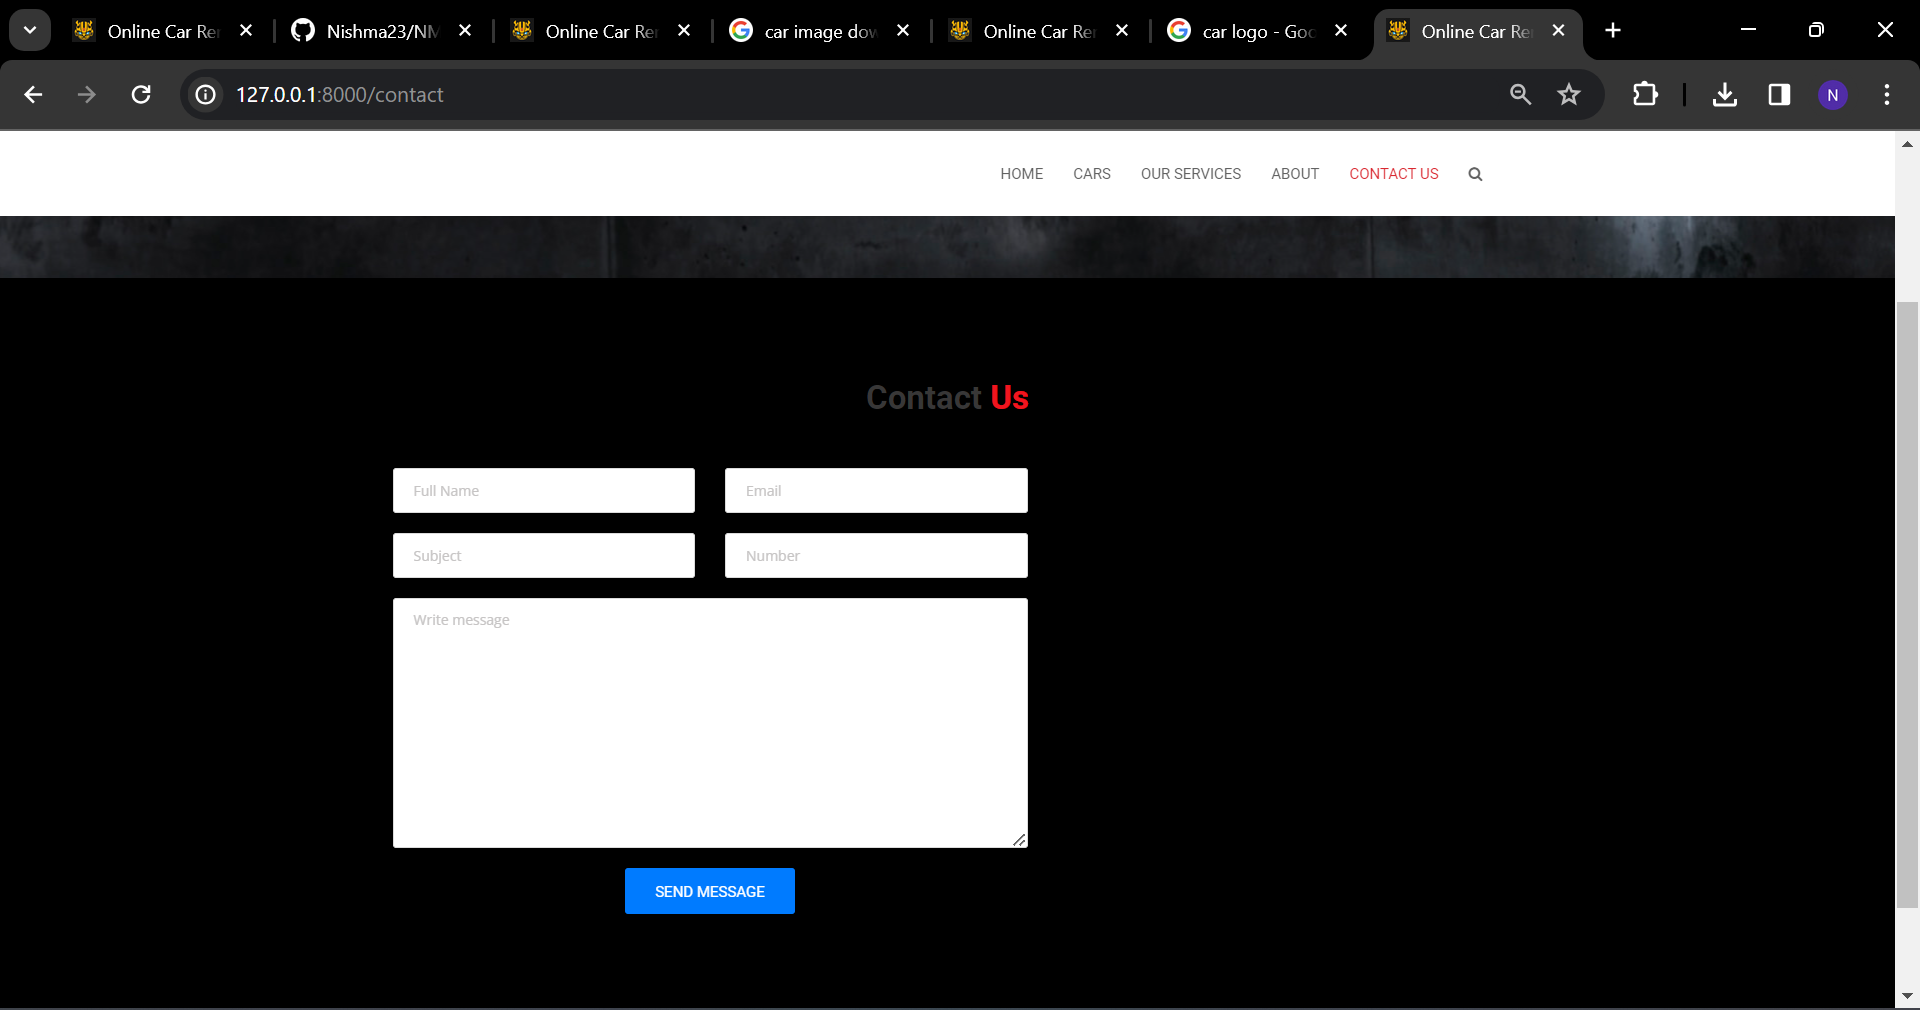 Online Car Rer
Nishma23/NM
Online Car Rer
car image dow
Online Car Rer
car logo - Goo
Online Car Re
127.0.0.1:8000/contact
N
HOME CARS OUR SERVICES ABOUT CONTACT US
Contact Us
Full Name Email
Subject Number
Write message
SEND MESSAGE